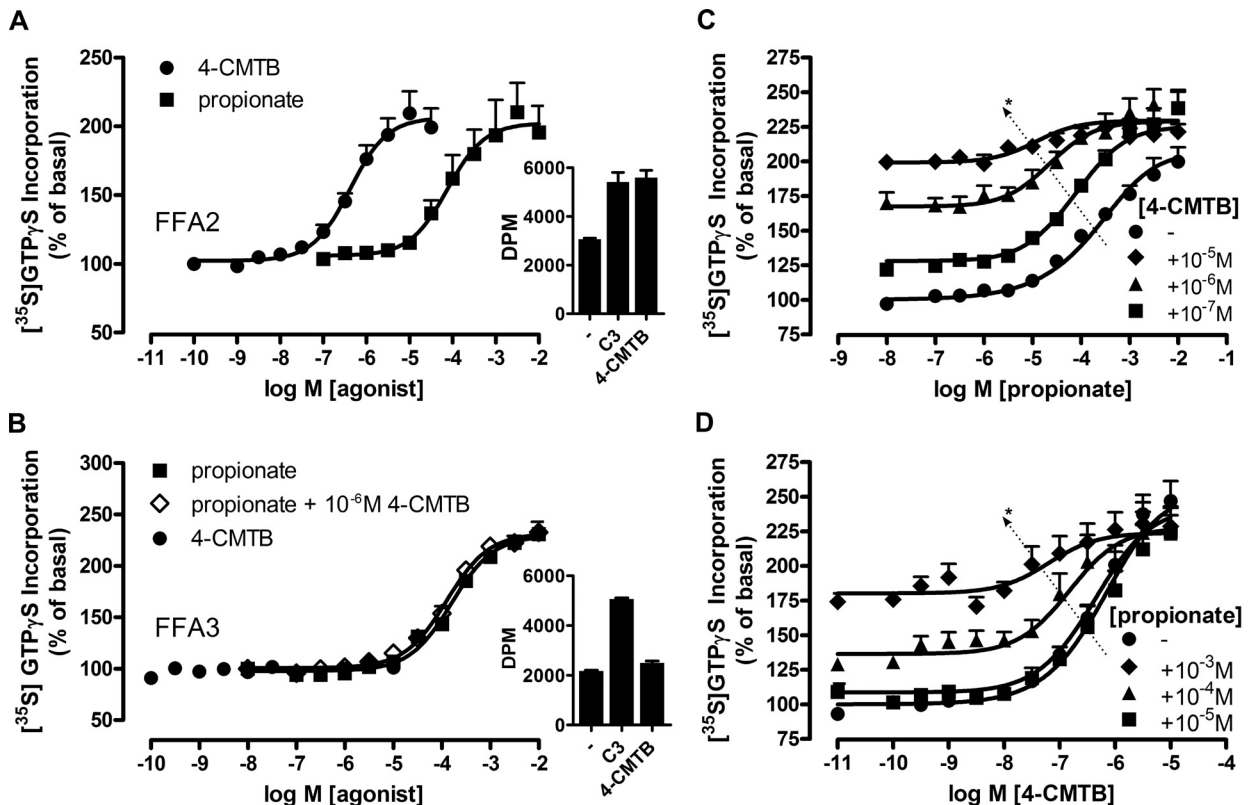 A
[³⁵S]GTPγS Incorporation
(% of basal)
250
200
150
100
50
4-CMTB
propionate
FFA2
-11 -10 -9 -8 -7 -6 -5 -4 -3 -2
log M [agonist]
DPM
6000
4000
2000
0
-
C3
4-CMTB
B
[³⁵S] GTPγS Incorporation
(% of basal)
300
250
200
150
100
50
propionate
propionate + 10⁻⁶M 4-CMTB
4-CMTB
FFA3
-10 -9 -8 -7 -6 -5 -4 -3 -2
log M [agonist]
DPM
6000
4000
2000
0
-
C3
4-CMTB
C
[³⁵S]GTPγS Incorporation
(% of basal)
275
250
225
200
175
150
125
100
75
*
[4-CMTB]
-
+10⁻⁵M
+10⁻⁶M
+10⁻⁷M
-9 -8 -7 -6 -5 -4 -3 -2 -1
log M [propionate]
D
[³⁵S]GTPγS Incorporation
(% of basal)
275
250
225
200
175
150
125
100
75
*
[propionate]
-
+10⁻³M
+10⁻⁴M
+10⁻⁵M
-11 -10 -9 -8 -7 -6 -5 -4
log M [4-CMTB]